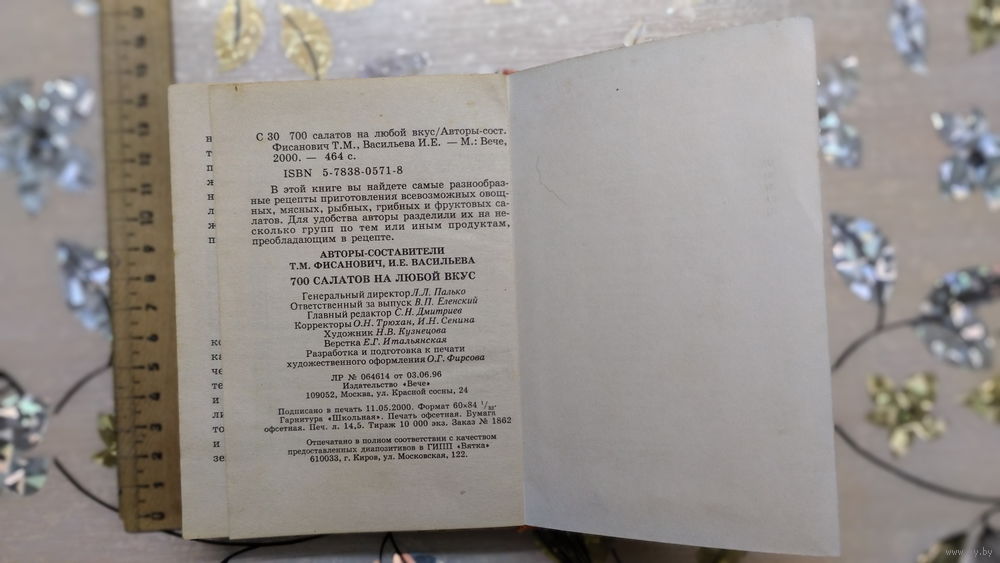 С 30 700 салатов на любой вкус/Авторы-сост.
Фисанович Т.М., Васильева И.Е. — М.: Вече,
2000. — 464 с.
ISBN 5-7838-0571-8
В этой книге вы найдете самые разнообраз-
ные рецепты приготовления всевозможных овощ-
ных, мясных, рыбных, грибных и фруктовых са-
латов. Для удобства авторы разделили их на не-
сколько групп по тем или иным продуктам,
преобладающим в рецепте.
АВТОРЫ-СОСТАВИТЕЛИ
Т.М. ФИСАНОВИЧ, И.Е. ВАСИЛЬЕВА
700 САЛАТОВ НА ЛЮБОЙ ВКУС
Генеральный директор Л.Л. Палько
Ответственный за выпуск В.П. Еленский
Главный редактор С.Н. Дмитриев
Корректоры О.Н. Трюхан, И.Н. Сенина
Художник Н.В. Кузнецова
Верстка Е.Г. Итальянская
Разработка и подготовка к печати
художественного оформления О.Г. Фирсова
ЛР № 064614 от 03.06.96
Издательство «Вече»
109052, Москва, ул. Красной сосны, 24
Подписано в печать 11.05.2000. Формат 60×84 1/32.
Гарнитура «Школьная». Печать офсетная. Бумага
офсетная. Печ. л. 14,5. Тираж 10 000 экз. Заказ № 1862
Отпечатано в полном соответствии с качеством
предоставленных диапозитивов в ГИПП «Вятка»
610033, г. Киров, ул. Московская, 122.